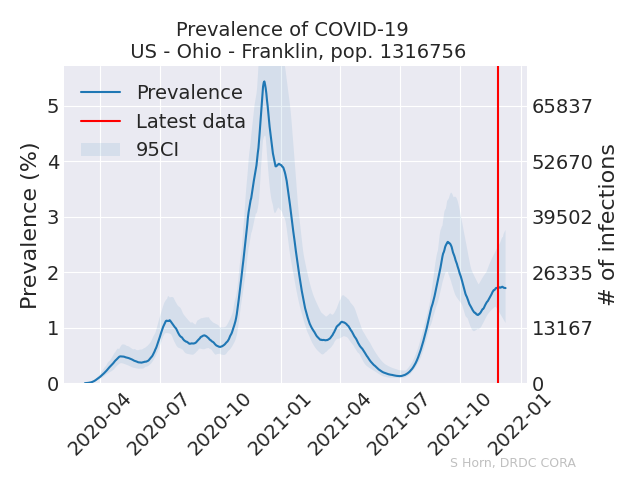 Prevalence of COVID-19
US - Ohio - Franklin, pop. 1316756
Prevalence
Latest data
95CI
Prevalence (%)
5
4
3
2
1
0
65837
52670
39502
26335
13167
0
# of infections
2020-04
2020-07
2020-10
2021-01
2021-04
2021-07
2021-10
2022-01
S Horn, DRDC CORA